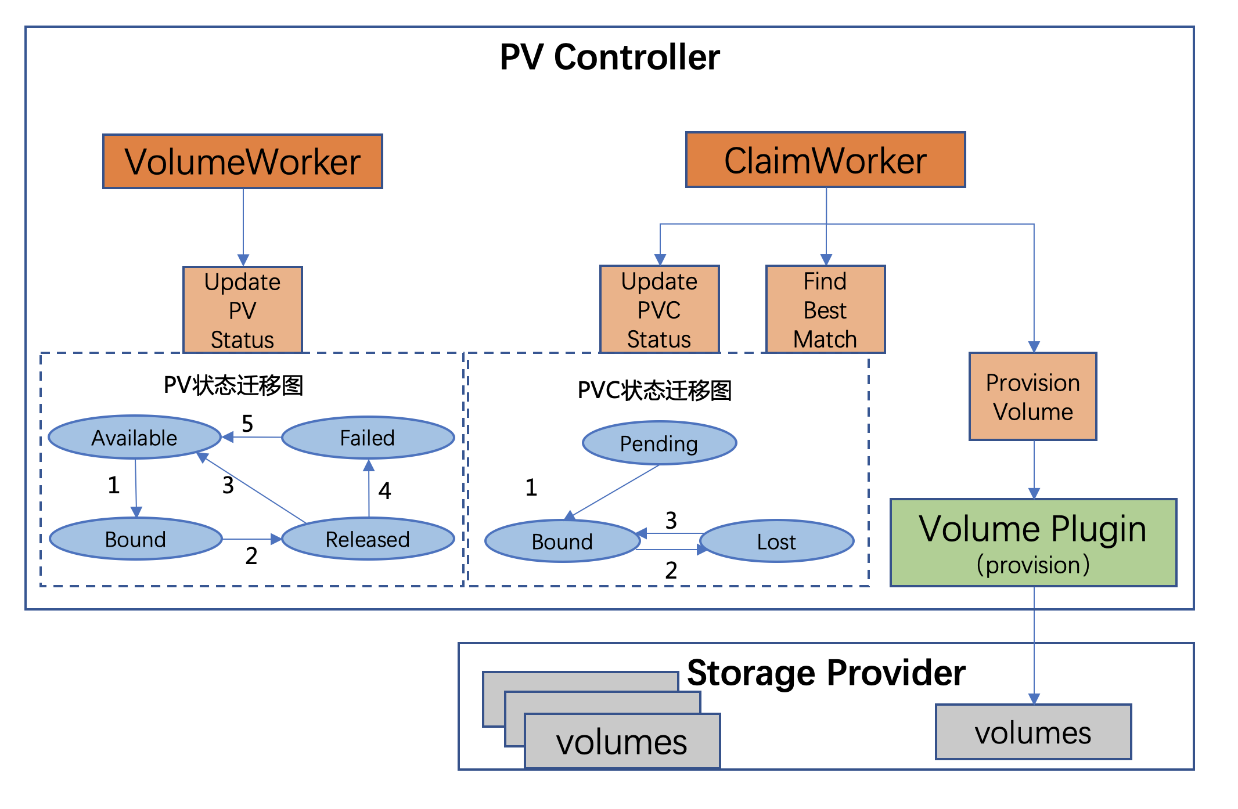 PV Controller
VolumeWorker
ClaimWorker
Update
PV
Status
Update
PVC
Status
Find
Best
Match
Provision
Volume
PV状态迁移图
Available
5
Failed
1
3
4
Bound
2
Released
PVC状态迁移图
Pending
1
Bound
3
2
Lost
Volume Plugin
（provision）
Storage Provider
volumes
volumes